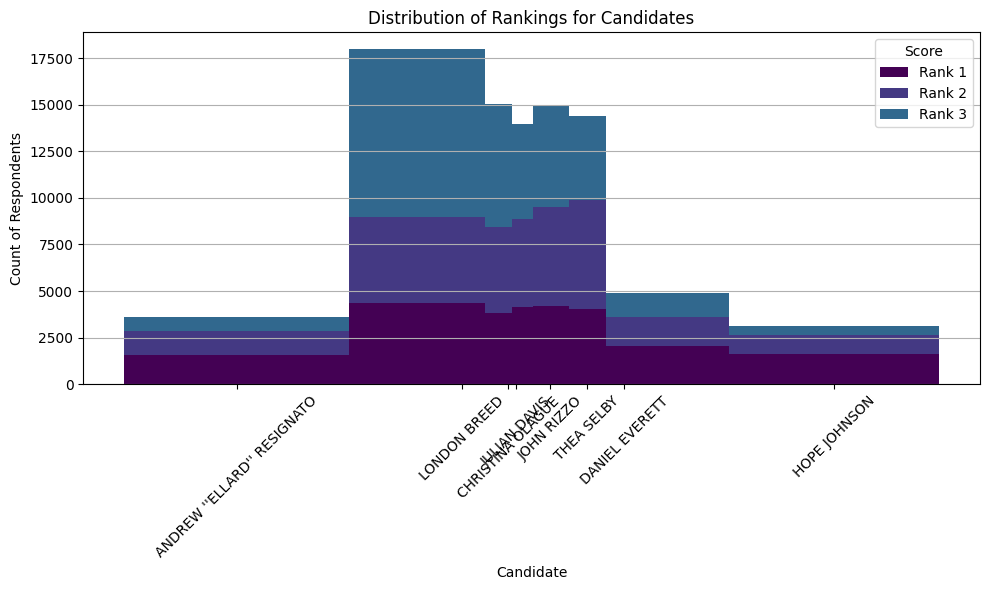 Distribution of Rankings for Candidates
Score
Rank 1
Rank 2
Rank 3
Count of Respondents
17500
15000
12500
10000
7500
5000
2500
0
ANDREW ''ELLARD'' RESIGNATO
LONDON BREED
JULIAN DAVIS
CHRISTINA OLAGUE
JOHN RIZZO
THEA SELBY
DANIEL EVERETT
HOPE JOHNSON
Candidate